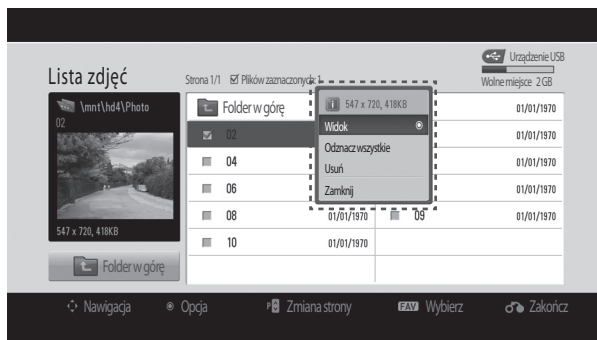 Urządzenie USB
Lista zdjęć
Strona 1/1 Plików zaznaczonych: 1
Wolne miejsce 2 GB
\mnt\hd4\Photo
02
547 x 720, 418KB
Folder w górę
Folder w górę
01/01/1970
02
01/01/1970
04
01/01/1970
06
01/01/1970
08 01/01/1970
09 01/01/1970
10 01/01/1970
547 x 720, 418KB
Widok
Odznacz wszystkie
Usuń
Zamknij
Nawigacja
Opcja
P Zmiana strony
FAV Wybierz
Zakończ